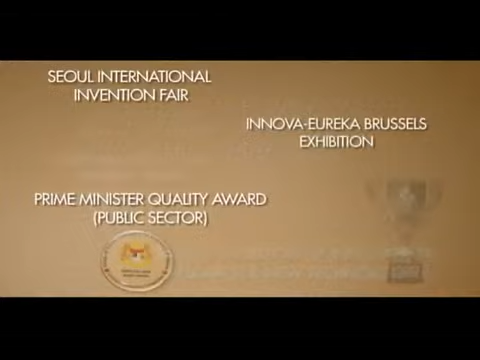 SEOUL INTERNATIONAL
INVENTION FAIR
INNOVA-EUREKA BRUSSELS
EXHIBITION
PRIME MINISTER QUALITY AWARD
(PUBLIC SECTOR)